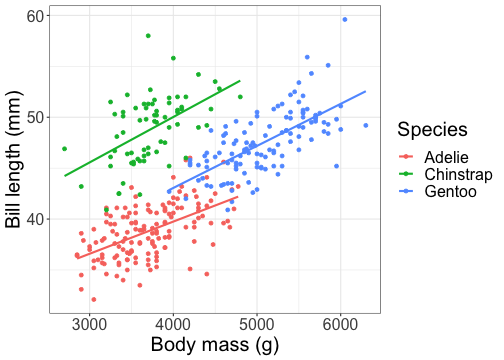 60
50
40
3000 4000 5000 6000
Body mass (g)
Bill length (mm)
Species
Adelie
Chinstrap
Gentoo